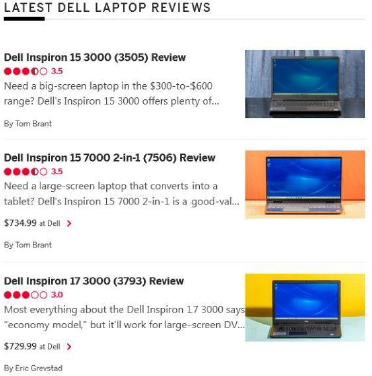 LATEST DELL LAPTOP REVIEWS
Dell Inspiron 15 3000 (3505) Review
3.5
Need a big-screen laptop in the $300-to-$600
range? Dell's Inspiron 15 3000 offers plenty of...
By Tom Brant
Dell Inspiron 15 7000 2-in-1 (7506) Review
3.5
Need a large-screen laptop that converts into a
tablet? Dell's Inspiron 15 7000 2-in-1 is a good-val...
$734.99 at Dell
By Tom Brant
Dell Inspiron 17 3000 (3793) Review
3.0
Most everything about the Dell Inspiron 17 3000 says
"economy model," but it'll work for large-screen DV...
$729.99 at Dell
By Eric Grevstad